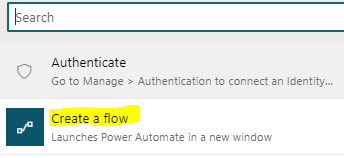 Search
Authenticate
Go to Manage > Authentication to connect an Identity...
Create a flow
Launches Power Automate in a new window